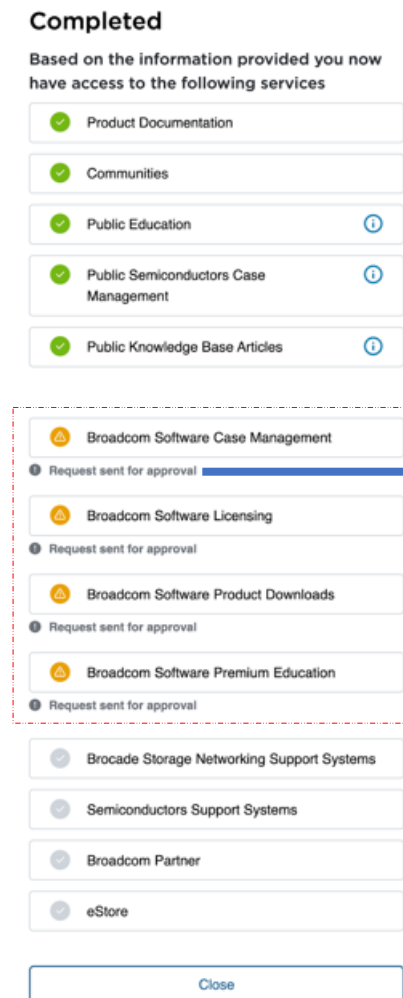 Completed
Based on the information provided you now
have access to the following services
Product Documentation
Communities
Public Education
Public Semiconductors Case
Management
Public Knowledge Base Articles
Broadcom Software Case Management
Request sent for approval
Broadcom Software Licensing
Request sent for approval
Broadcom Software Product Downloads
Request sent for approval
Broadcom Software Premium Education
Request sent for approval
Brocade Storage Networking Support Systems
Semiconductors Support Systems
Broadcom Partner
eStore
Close